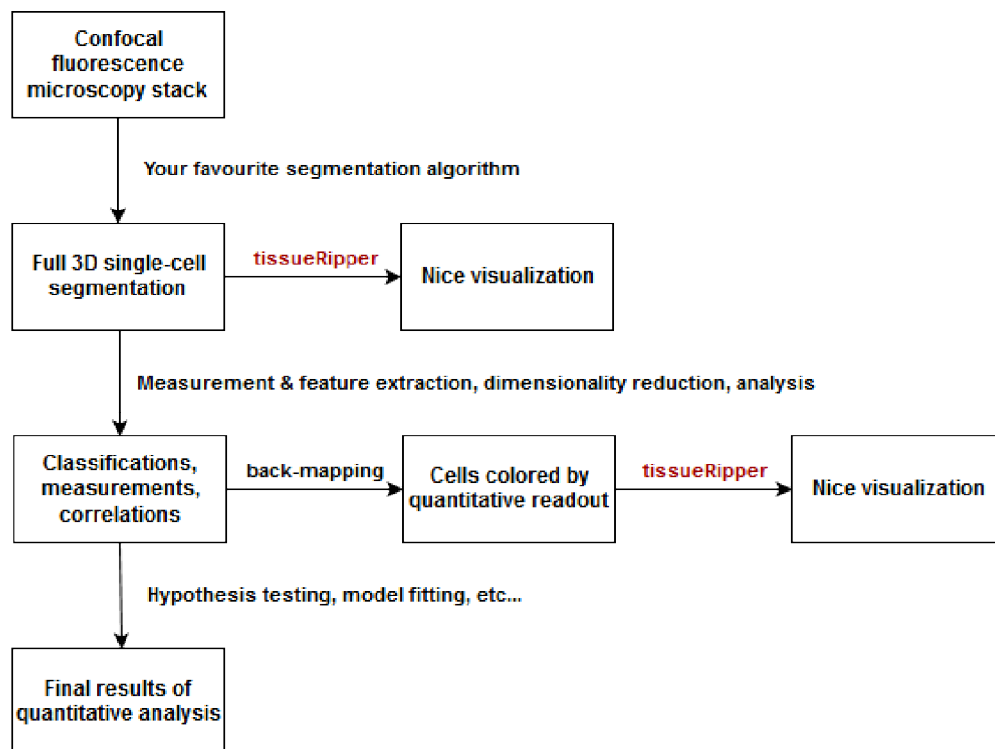 Confocal
fluorescence
microscopy stack
Your favourite segmentation algorithm
Full 3D single-cell
segmentation
tissueRipper
Nice visualization
Measurement & feature extraction, dimensionality reduction, analysis
Classifications,
measurements,
correlations
back-mapping
Cells colored by
quantitative readout
tissueRipper
Nice visualization
Hypothesis testing, model fitting, etc...
Final results of
quantitative analysis